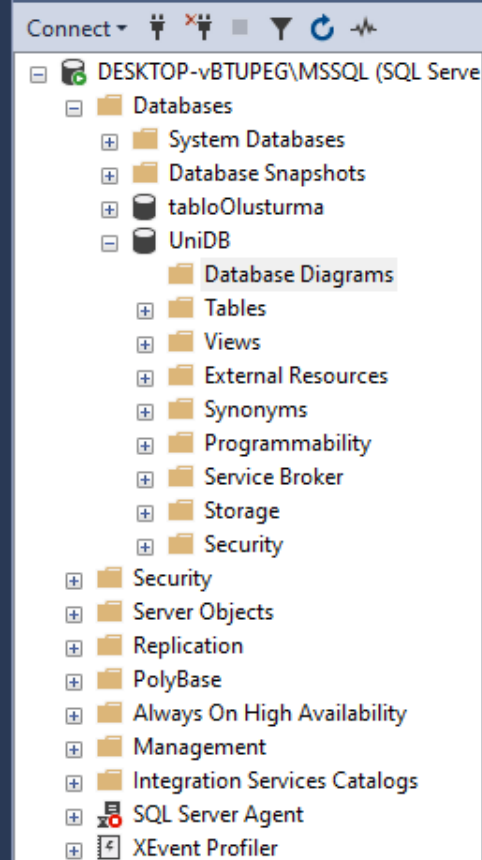 Connect
DESKTOP-vBTUPEG\MSSQL (SQL Serve
Databases
System Databases
Database Snapshots
tabloOlusturma
UniDB
Database Diagrams
Tables
Views
External Resources
Synonyms
Programmability
Service Broker
Storage
Security
Security
Server Objects
Replication
PolyBase
Always On High Availability
Management
Integration Services Catalogs
SQL Server Agent
XEvent Profiler